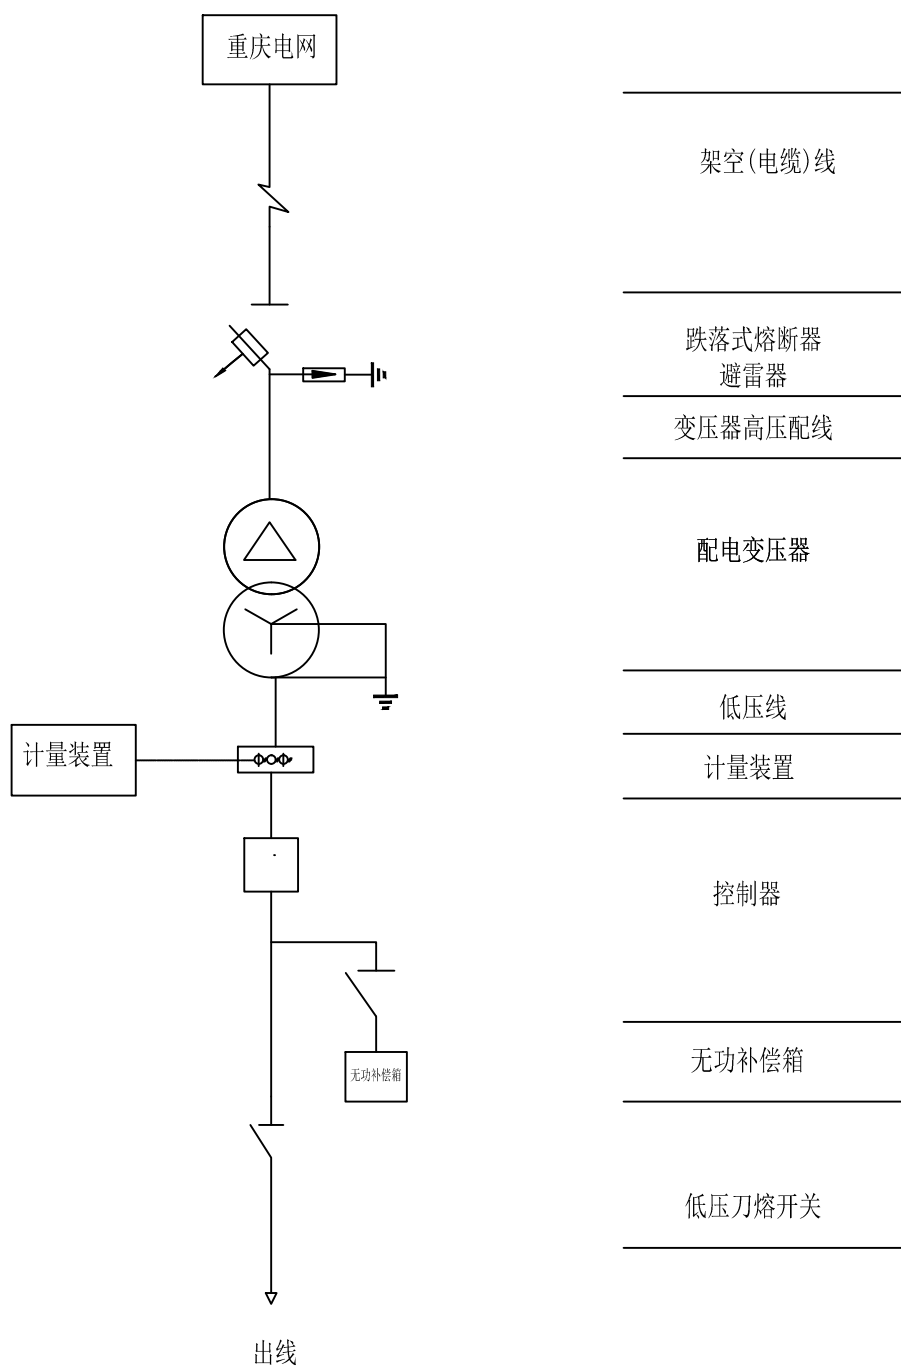 重庆电网
架空(电缆)线
跌落式熔断器
避雷器
变压器高压配线
配电变压器
低压线
计量装置
计量装置
控制器
无功补偿箱
无功补偿箱
低压刀熔开关
出线